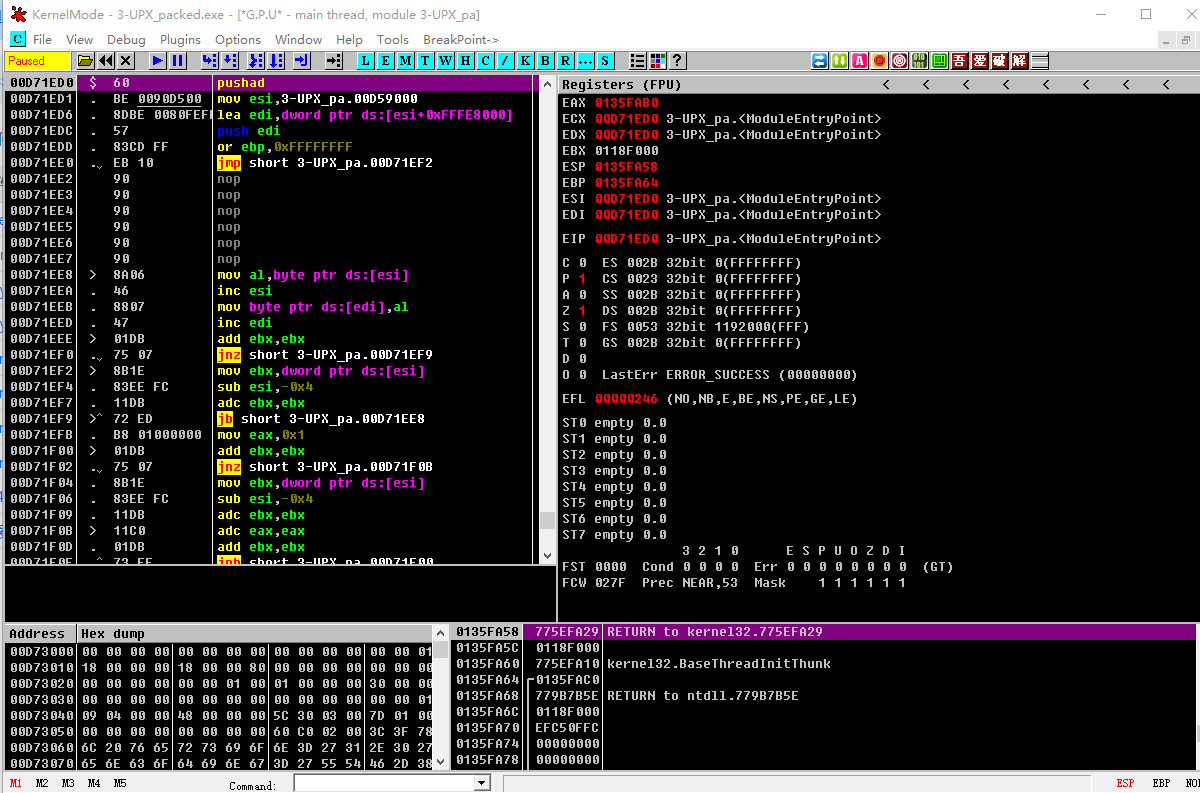 KernelMode - 3-UPX_packed.exe - [*G.P.U* - main thread, module 3-UPX_pa]
C File View Debug Plugins Options Window Help Tools BreakPoint->
Paused L E M T W H C / K B R ... S ? A 吾 爱 破 解
00D71ED0 $ 60 pushad
00D71ED1 . BE 0090D500 mov esi,3-UPX_pa.00D59000
00D71ED6 . 8DBE 0080FEFF lea edi,dword ptr ds:[esi+0xFFFE8000]
00D71EDC . 57 push edi
00D71EDD . 83CD FF or ebp,0xFFFFFFFF
00D71EE0 . EB 10 jmp short 3-UPX_pa.00D71EF2
00D71EE2 90 nop
00D71EE3 90 nop
00D71EE4 90 nop
00D71EE5 90 nop
00D71EE6 90 nop
00D71EE7 90 nop
00D71EE8 > 8A06 mov al,byte ptr ds:[esi]
00D71EEA . 46 inc esi
00D71EEB . 8807 mov byte ptr ds:[edi],al
00D71EED . 47 inc edi
00D71EEE > 01DB add ebx,ebx
00D71EF0 . 75 07 jnz short 3-UPX_pa.00D71EF9
00D71EF2 > 8B1E mov ebx,dword ptr ds:[esi]
00D71EF4 . 83EE FC sub esi,-0x4
00D71EF7 . 11DB adc ebx,ebx
00D71EF9 >^ 72 ED jb short 3-UPX_pa.00D71EE8
00D71EFB . B8 01000000 mov eax,0x1
00D71F00 > 01DB add ebx,ebx
00D71F02 . 75 07 jnz short 3-UPX_pa.00D71F0B
00D71F04 . 8B1E mov ebx,dword ptr ds:[esi]
00D71F06 . 83EE FC sub esi,-0x4
00D71F09 . 11DB adc ebx,ebx
00D71F0B > 11C0 adc eax,eax
00D71F0D . 01DB add ebx,ebx
Registers (FPU) < < < < < < < <
EAX 0135FAB0
ECX 00D71ED0 3-UPX_pa.<ModuleEntryPoint>
EDX 00D71ED0 3-UPX_pa.<ModuleEntryPoint>
EBX 0118F000
ESP 0135FA58
EBP 0135FA64
ESI 00D71ED0 3-UPX_pa.<ModuleEntryPoint>
EDI 00D71ED0 3-UPX_pa.<ModuleEntryPoint>
EIP 00D71ED0 3-UPX_pa.<ModuleEntryPoint>
C 0 ES 002B 32bit 0(FFFFFFFF)
P 1 CS 0023 32bit 0(FFFFFFFF)
A 0 SS 002B 32bit 0(FFFFFFFF)
Z 1 DS 002B 32bit 0(FFFFFFFF)
S 0 FS 0053 32bit 1192000(FFF)
T 0 GS 002B 32bit 0(FFFFFFFF)
D 0
O 0 LastErr ERROR_SUCCESS (00000000)
EFL 00000246 (NO,NB,E,BE,NS,PE,GE,LE)
ST0 empty 0.0
ST1 empty 0.0
ST2 empty 0.0
ST3 empty 0.0
ST4 empty 0.0
ST5 empty 0.0
ST6 empty 0.0
ST7 empty 0.0
3 2 1 0 E S P U O Z D I
FST 0000 Cond 0 0 0 0 Err 0 0 0 0 0 0 0 0 (GT)
FCW 027F Prec NEAR,53 Mask 1 1 1 1 1 1
Address Hex dump
00D73000 00 00 00 00 00 00 00 00 00 00 00 00 00 00 01
00D73010 18 00 00 00 18 00 00 80 00 00 00 00 00 00 00
00D73020 00 00 00 00 00 00 01 00 01 00 00 00 30 00 00
00D73030 00 00 00 00 00 00 00 00 00 00 00 00 00 00 01
00D73040 09 04 00 00 48 00 00 00 5C 30 03 00 7D 01 00
00D73050 00 00 00 00 00 00 00 00 60 C0 02 00 3C 3F 78
00D73060 6C 20 76 65 72 73 69 6F 6E 3D 27 31 2E 30 27
00D73070 65 6E 63 6F 64 69 6E 67 3D 27 55 54 46 2D 38
0135FA58 775EFA29 RETURN to kernel32.775EFA29
0135FA5C 0118F000
0135FA60 775EFA10 kernel32.BaseThreadInitThunk
0135FA64 0135FAC0
0135FA68 779B7B5E RETURN to ntdll.779B7B5E
0135FA6C 0118F000
0135FA70 EFC50FFC
0135FA74 00000000
0135FA78 00000000
M1 M2 M3 M4 M5 Command: ESP EBP